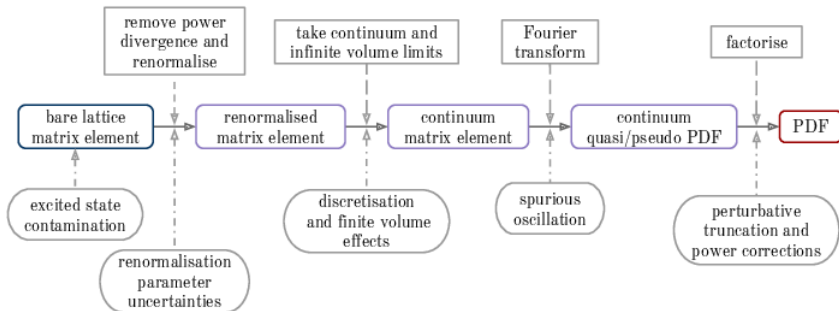 remove power
divergence and
renormalise
take continuum and
infinite volume limits
Fourier
transform
factorise
bare lattice
matrix element
renormalised
matrix element
continuum
matrix element
continuum
quasi/pseudo PDF
PDF
excited state
contamination
renormalisation
parameter
uncertainties
discretisation
and finite volume
effects
spurious
oscillation
perturbative
truncation and
power corrections